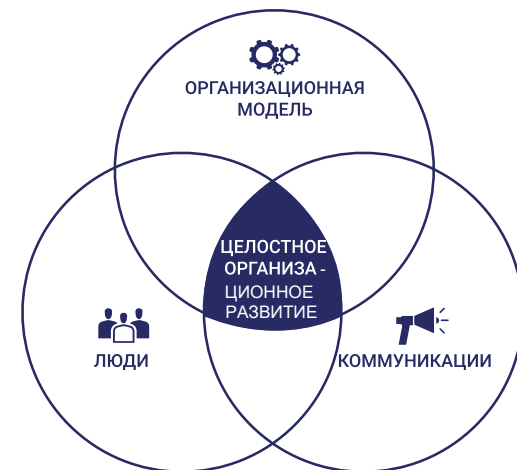 ОРГАНИЗАЦИОННАЯ
МОДЕЛЬ
ЦЕЛОСТНОЕ
ОРГАНИЗА -
ЦИОННОЕ
РАЗВИТИЕ
ЛЮДИ
КОММУНИКАЦИИ